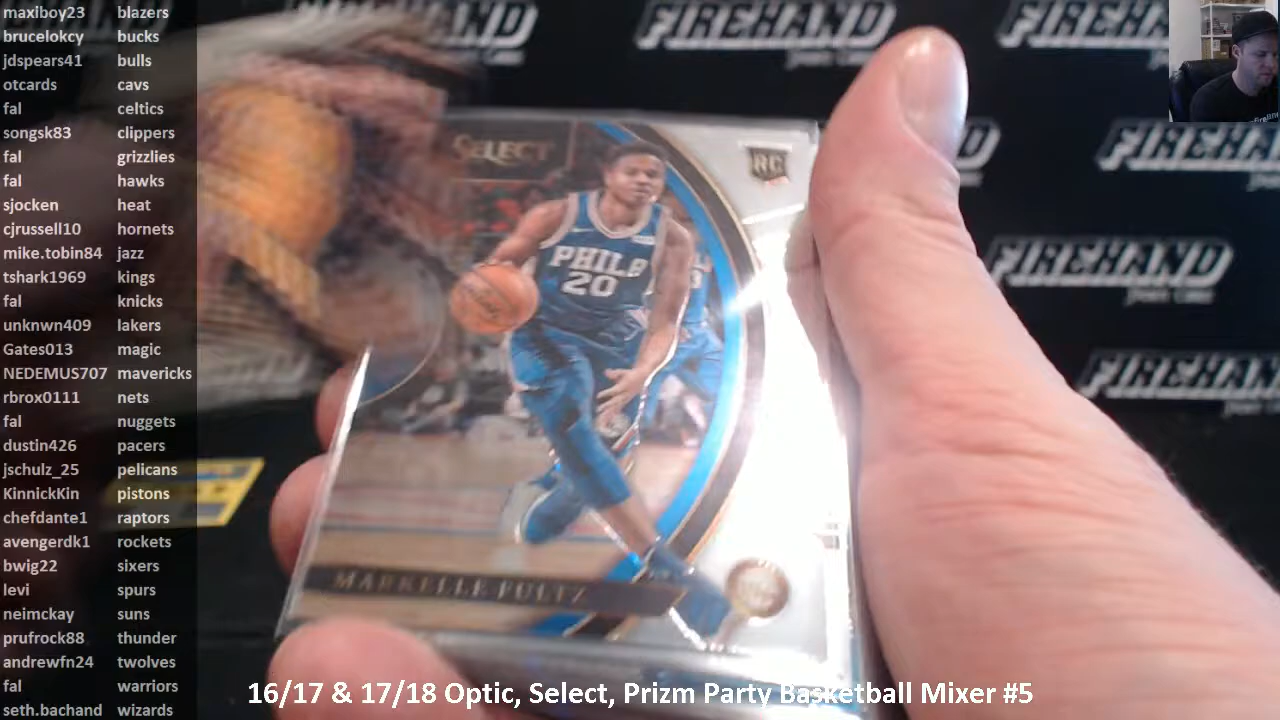 maxiboy23 blazers
brucelokcy bucks
jdspears41 bulls
otcards cavs
fal celtics
songsk83 clippers
fal grizzlies
fal hawks
sjocken heat
cjrussell10 hornets
mike.tobin84 jazz
tshark1969 kings
fal knicks
unknwn409 lakers
Gates013 magic
NEDEMUS707 mavericks
rbrox0111 nets
fal nuggets
dustin426 pacers
jschulz_25 pelicans
KinnickKin pistons
chefdante1 raptors
avengerdk1 rockets
bwig22 sixers
levi spurs
neimckay suns
prufrock88 thunder
andrewfn24 twolves
fal warriors
seth.bachand wizards
FIREHAND
FIREHAND
FIREHAND
FIREHAND
FIREHAND
SELECT
RC
PHILA
20
MARKELLE FULTZ
16/17 & 17/18 Optic, Select, Prizm Party Basketball Mixer #5